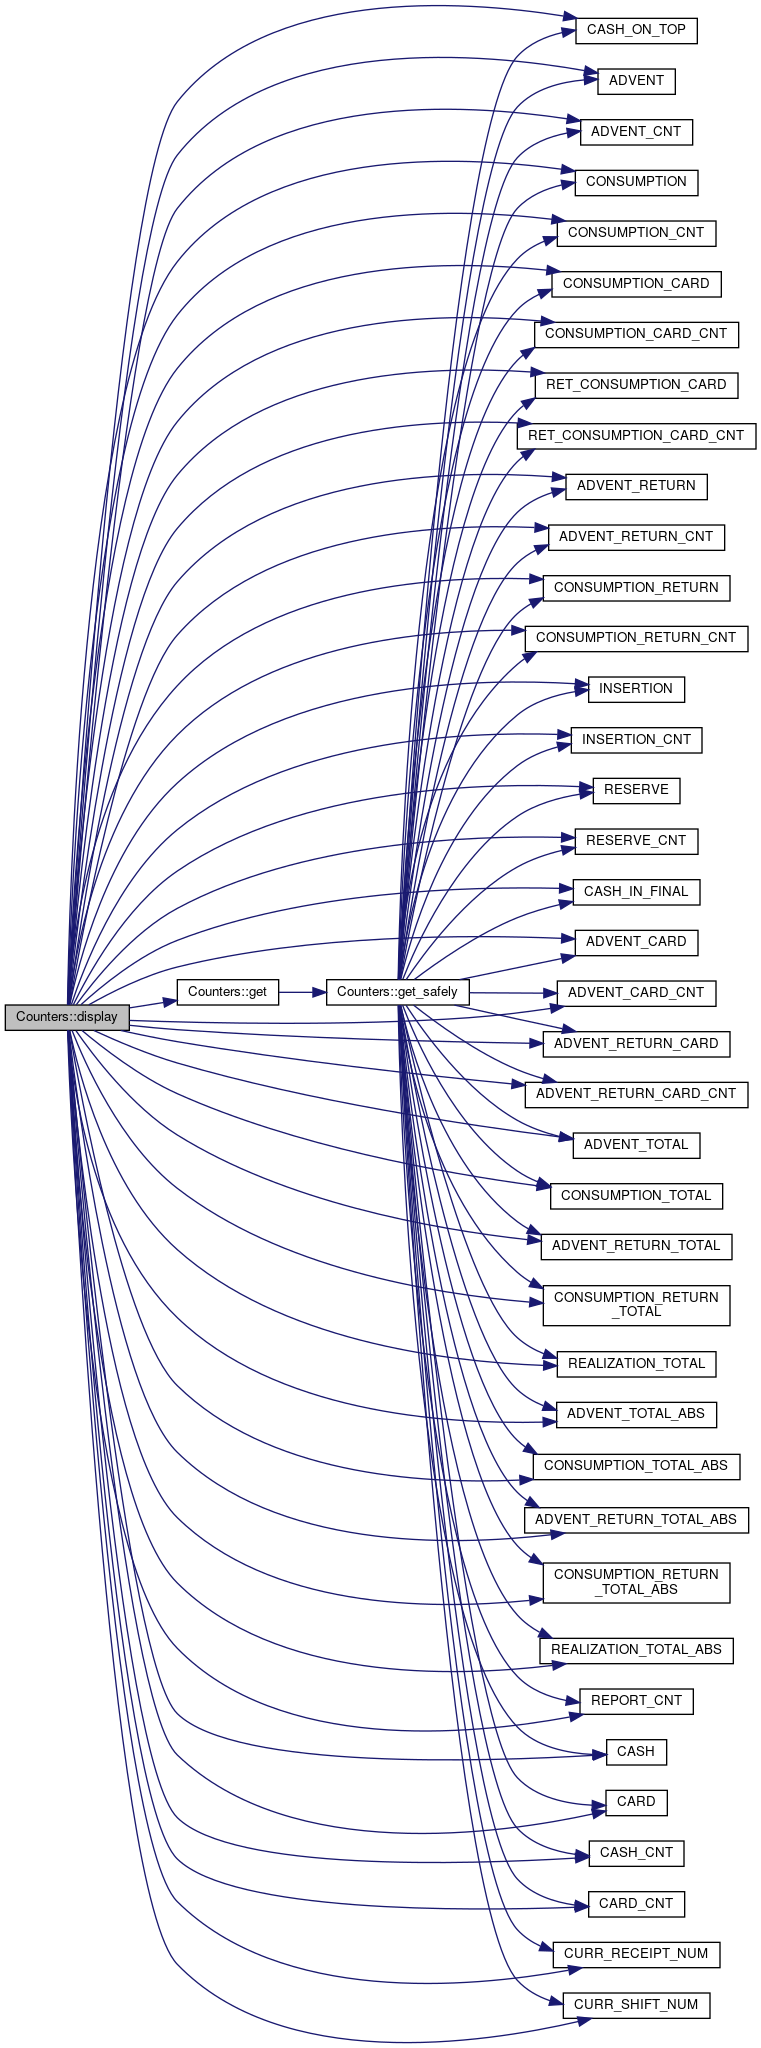 CASH_ON_TOP
ADVENT
ADVENT_CNT
CONSUMPTION
CONSUMPTION_CNT
CONSUMPTION_CARD
CONSUMPTION_CARD_CNT
RET_CONSUMPTION_CARD
RET_CONSUMPTION_CARD_CNT
ADVENT_RETURN
ADVENT_RETURN_CNT
CONSUMPTION_RETURN
CONSUMPTION_RETURN_CNT
INSERTION
INSERTION_CNT
RESERVE
RESERVE_CNT
CASH_IN_FINAL
ADVENT_CARD
Counters::display
Counters::get
Counters::get_safely
ADVENT_CARD_CNT
ADVENT_RETURN_CARD
ADVENT_RETURN_CARD_CNT
ADVENT_TOTAL
CONSUMPTION_TOTAL
ADVENT_RETURN_TOTAL
CONSUMPTION_RETURN
_TOTAL
REALIZATION_TOTAL
ADVENT_TOTAL_ABS
CONSUMPTION_TOTAL_ABS
ADVENT_RETURN_TOTAL_ABS
CONSUMPTION_RETURN
_TOTAL_ABS
REALIZATION_TOTAL_ABS
REPORT_CNT
CASH
CARD
CASH_CNT
CARD_CNT
CURR_RECEIPT_NUM
CURR_SHIFT_NUM